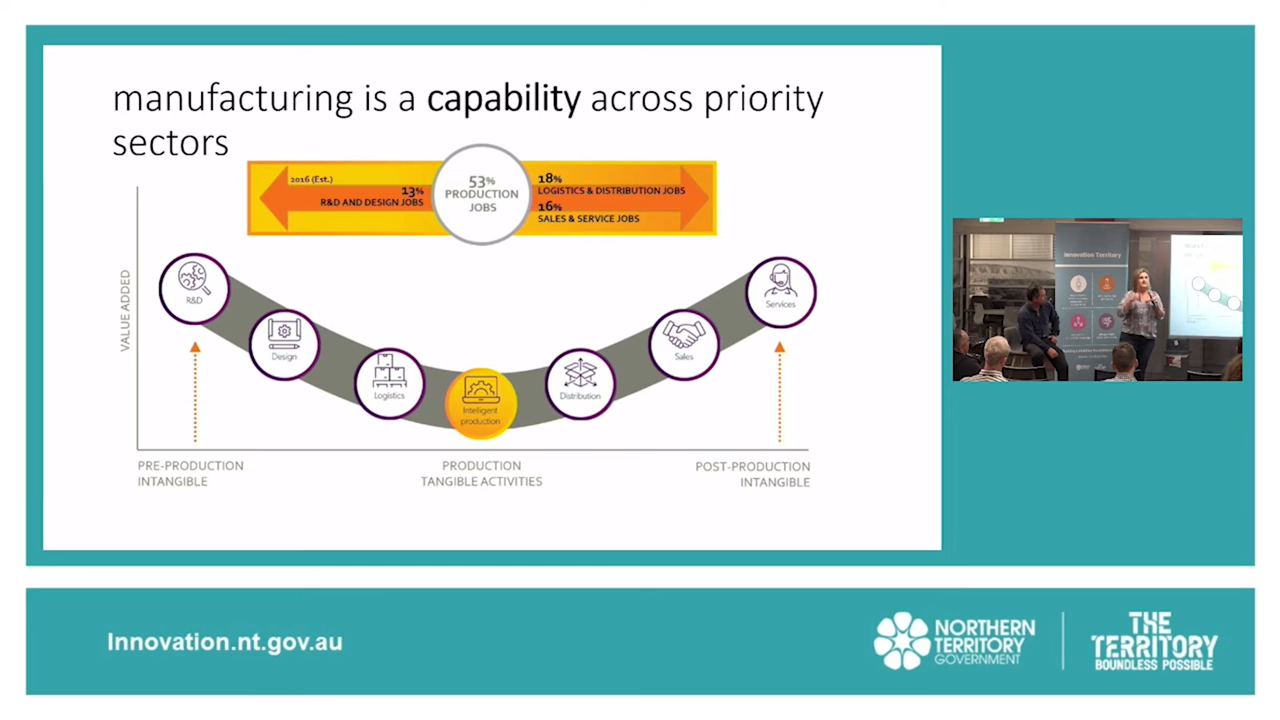 manufacturing is a capability across priority
sectors
2016 (Est.)
13%
R&D AND DESIGN JOBS
53%
PRODUCTION
JOBS
18%
LOGISTICS & DISTRIBUTION JOBS
16%
SALES & SERVICE JOBS
VALUE ADDED
R&D
Design
Logistics
Intelligent
production
Distribution
Sales
Services
PRE-PRODUCTION
INTANGIBLE
PRODUCTION
TANGIBLE ACTIVITIES
POST-PRODUCTION
INTANGIBLE
Innovation Territory
Innovation.nt.gov.au
NORTHERN
TERRITORY
GOVERNMENT
THE
TERRITORY
BOUNDLESS POSSIBLE